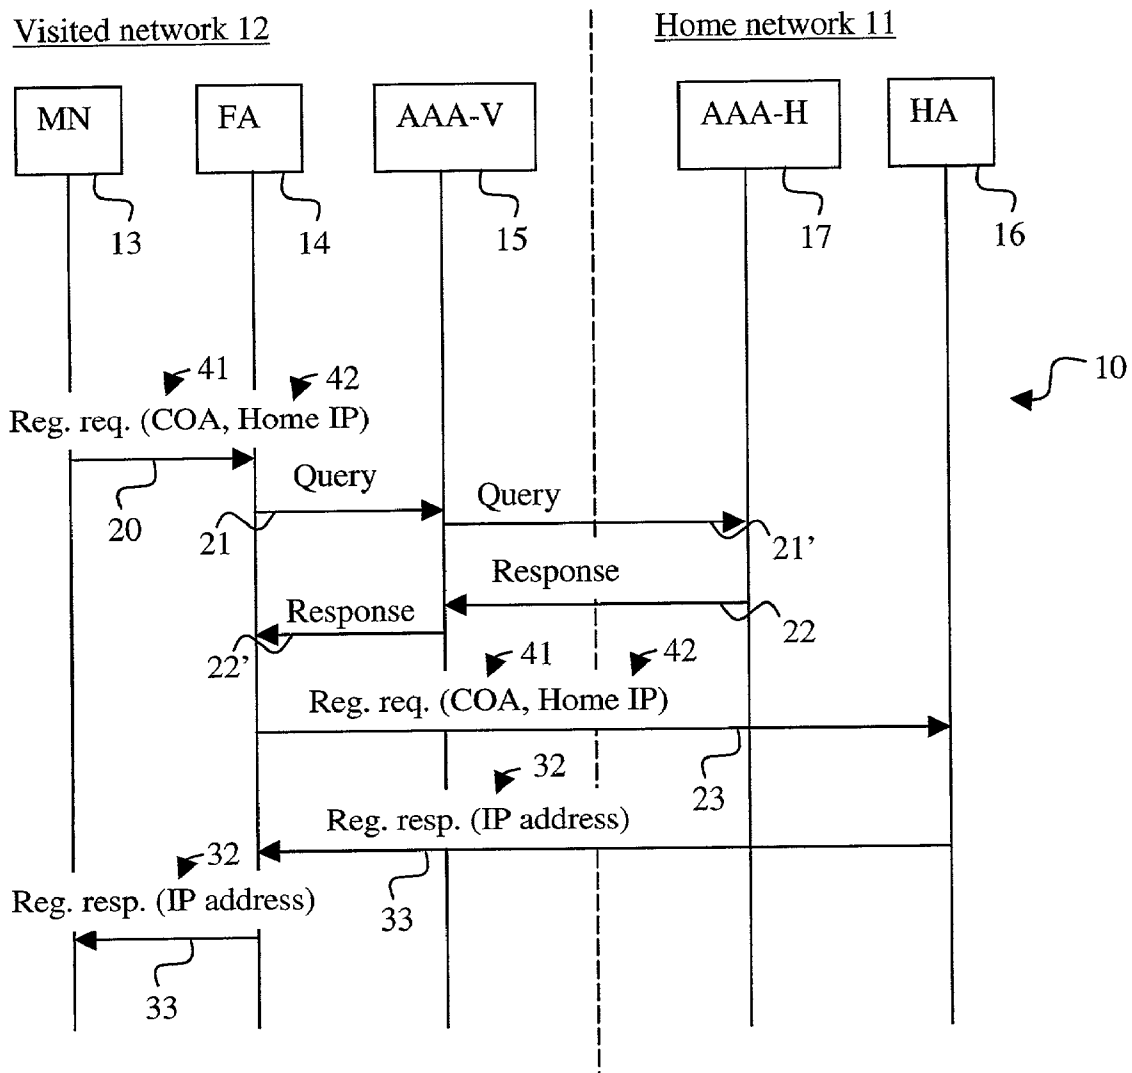 Visited network 12
Home network 11
MN
FA
AAA-V
AAA-H
HA
13
14
15
17
16
10
41
42
Reg. req. (COA, Home IP)
20
Query
21
Query
21’
Response
22
Response
22’
41
42
Reg. req. (COA, Home IP)
23
32
Reg. resp. (IP address)
33
32
Reg. resp. (IP address)
33